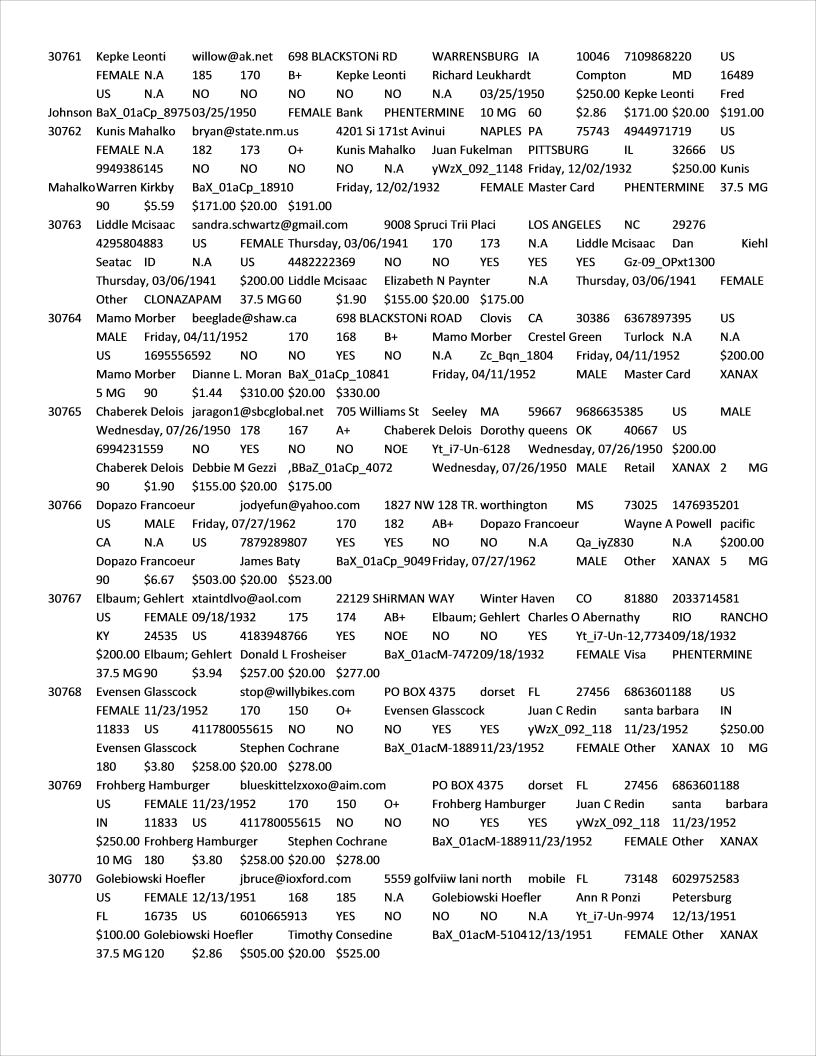 30761 Kepke Leonti willow@ak.net 698 BLACKSTONi RD WARRENSBURG IA 10046 7109868220 US
FEMALE N.A 185 170 B+ Kepke Leonti Richard Leukhardt Compton MD 16489
US N.A NO NO NO NO N.A 03/25/1950 $250.00 Kepke Leonti Fred
Johnson BaX_01aCp_8975 03/25/1950 FEMALE Bank PHENTERMINE 10 MG 60 $2.86 $171.00 $20.00 $191.00
30762 Kunis Mahalko bryan@state.nm.us 4201 Si 171st Avinui NAPLES PA 75743 4944971719 US
FEMALE N.A 182 173 O+ Kunis Mahalko Juan Fukelman PITTSBURG IL 32666 US
9949386145 NO NO NO NO N.A yWzX_092_1148 Friday, 12/02/1932 $250.00 Kunis
Mahalko Warren Kirkby BaX_01aCp_18910 Friday, 12/02/1932 FEMALE Master Card PHENTERMINE 37.5 MG
90 $5.59 $171.00 $20.00 $191.00
30763 Liddle Mcisaac sandra.schwartz@gmail.com 9008 Spruci Trii Placi LOS ANGELES NC 29276
4295804883 US FEMALE Thursday, 03/06/1941 170 173 N.A Liddle Mcisaac Dan Kiehl
Seatac ID N.A US 4482222369 NO NO YES YES YES Gz-09_OPxt1300
Thursday, 03/06/1941 $200.00 Liddle Mcisaac Elizabeth N Paynter N.A Thursday, 03/06/1941 FEMALE
Other CLONAZAPAM 37.5 MG 60 $1.90 $155.00 $20.00 $175.00
30764 Mamo Morber beeglade@shaw.ca 698 BLACKSTONi ROAD Clovis CA 30386 6367897395 US
MALE Friday, 04/11/1952 170 168 B+ Mamo Morber Crestel Green Turlock N.A N.A
US 1695556592 NO NO YES NO N.A Zc_Bqn_1804 Friday, 04/11/1952 $200.00
Mamo Morber Dianne L. Moran BaX_01aCp_10841 Friday, 04/11/1952 MALE Master Card XANAX
5 MG 90 $1.44 $310.00 $20.00 $330.00
30765 Chaberek Delois jaragon1@sbcglobal.net 705 Williams St Seeley MA 59667 9686635385 US MALE
Wednesday, 07/26/1950 178 167 A+ Chaberek Delois Dorothy queens OK 40667 US
6994231559 NO YES NO NO NOE Yt_i7-Un-6128 Wednesday, 07/26/1950 $200.00
Chaberek Delois Debbie M Gezzi ,BBaZ_01aCp_4072 Wednesday, 07/26/1950 MALE Retail XANAX 2 MG
90 $1.90 $155.00 $20.00 $175.00
30766 Dopazo Francoeur jodyefun@yahoo.com 1827 NW 128 TR. worthington MS 73025 1476935201
US MALE Friday, 07/27/1962 170 182 AB+ Dopazo Francoeur Wayne A Powell pacific
CA N.A US 7879289807 YES YES NO NO N.A Qa_iyZ830 N.A $200.00
Dopazo Francoeur James Baty BaX_01aCp_9049 Friday, 07/27/1962 MALE Other XANAX 5 MG
90 $6.67 $503.00 $20.00 $523.00
30767 Elbaum; Gehlert xtaintdlvo@aol.com 22129 SHiRMAN WAY Winter Haven CO 81880 2033714581
US FEMALE 09/18/1932 175 174 AB+ Elbaum; Gehlert Charles O Abernathy RIO RANCHO
KY 24535 US 4183948766 YES NOE NO NO YES Yt_i7-Un-12,7734 09/18/1932
$200.00 Elbaum; Gehlert Donald L Frosheiser BaX_01acM-7472 09/18/1932 FEMALE Visa PHENTERMINE
37.5 MG 90 $3.94 $257.00 $20.00 $277.00
30768 Evensen Glasscock stop@willybikes.com PO BOX 4375 dorset FL 27456 6863601188 US
FEMALE 11/23/1952 170 150 O+ Evensen Glasscock Juan C Redin santa barbara IN
11833 US 411780055615 NO NO NO YES YES yWzX_092_118 11/23/1952 $250.00
Evensen Glasscock Stephen Cochrane BaX_01acM-1889 11/23/1952 FEMALE Other XANAX 10 MG
180 $3.80 $258.00 $20.00 $278.00
30769 Frohberg Hamburger blueskittelzxoxo@aim.com PO BOX 4375 dorset FL 27456 6863601188
US FEMALE 11/23/1952 170 150 O+ Frohberg Hamburger Juan C Redin santa barbara
IN 11833 US 411780055615 NO NO NO YES YES yWzX_092_118 11/23/1952
$250.00 Frohberg Hamburger Stephen Cochrane BaX_01acM-1889 11/23/1952 FEMALE Other XANAX
10 MG 180 $3.80 $258.00 $20.00 $278.00
30770 Golebiowski Hoefler jbruce@ioxford.com 5559 golfviiw lani north mobile FL 73148 6029752583
US FEMALE 12/13/1951 168 185 N.A Golebiowski Hoefler Ann R Ponzi Petersburg
FL 16735 US 6010665913 YES NO NO NO N.A Yt_i7-Un-9974 12/13/1951
$100.00 Golebiowski Hoefler Timothy Consedine BaX_01acM-5104 12/13/1951 FEMALE Other XANAX
37.5 MG 120 $2.86 $505.00 $20.00 $525.00